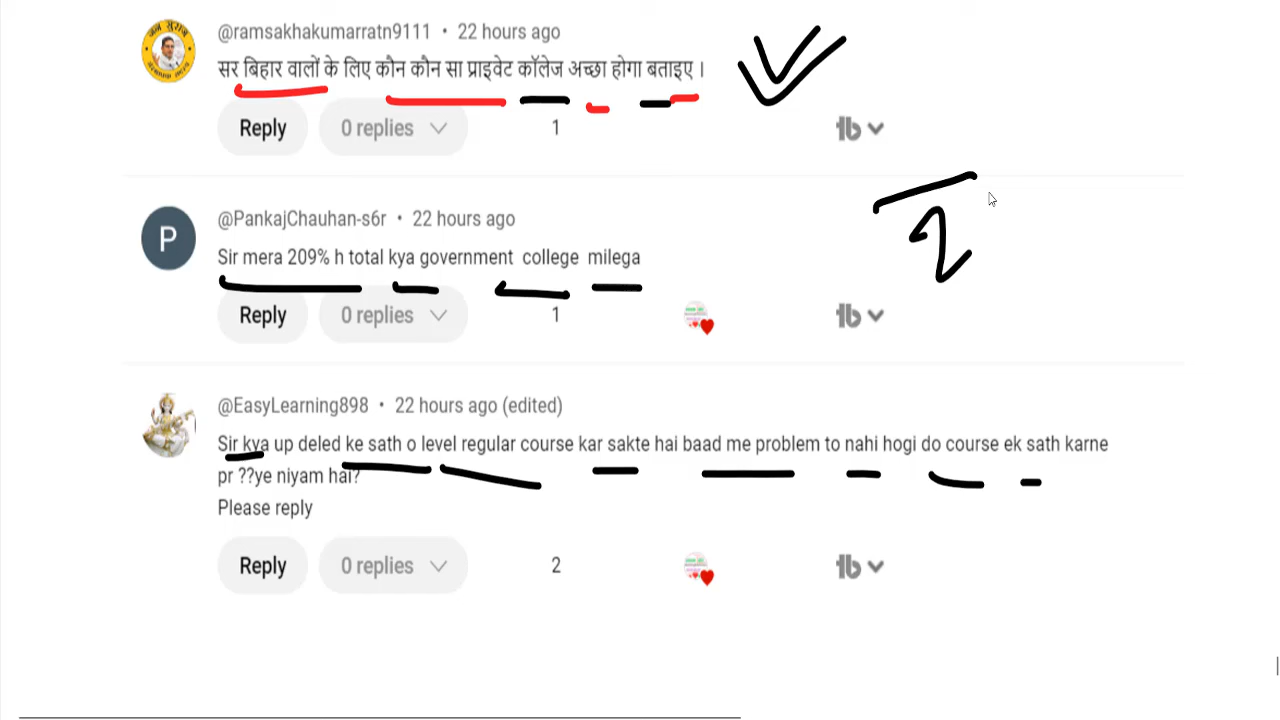 @ramsakhakumarratn9111 • 22 hours ago
सर बिहार वालों के लिए कौन कौन सा प्राइवेट कॉलेज अच्छा होगा बताइए ।
Reply 0 replies 1
@PankajChauhan-s6r • 22 hours ago
P
Sir mera 209% h total kya government college milega
Reply 0 replies 1
@EasyLearning898 • 22 hours ago (edited)
Sir kya up deled ke sath o level regular course kar sakte hai baad me problem to nahi hogi do course ek sath karne
pr ??ye niyam hai?
Please reply
Reply 0 replies 2